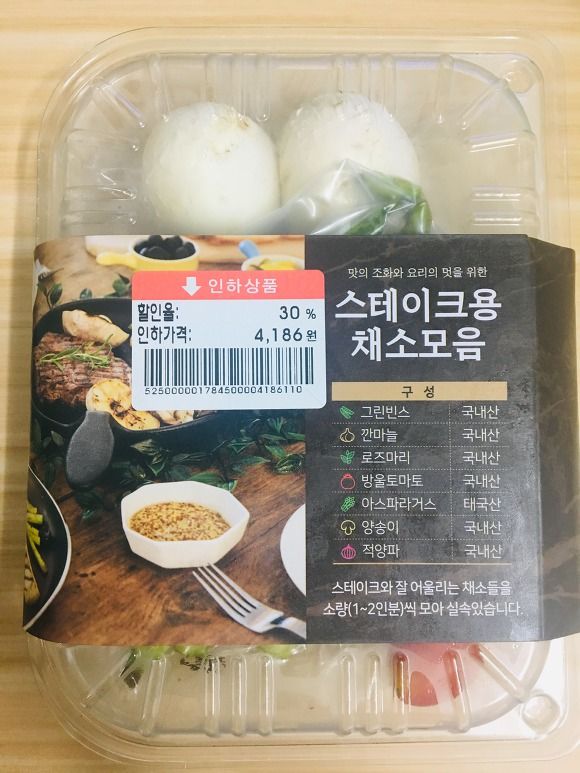 인하상품
할인율: 30 %
인하가격: 4,186 원
5250000017845000041861​10
맛의 조화와 요리의 멋을 위한
스테이크용
채소모음
구 성
그린빈스 국내산
깐마늘 국내산
로즈마리 국내산
방울토마토 국내산
아스파라거스 태국산
양송이 국내산
적양파 국내산
스테이크와 잘 어울리는 채소들을
소량(1~2인분)씩 모아 실속있습니다.